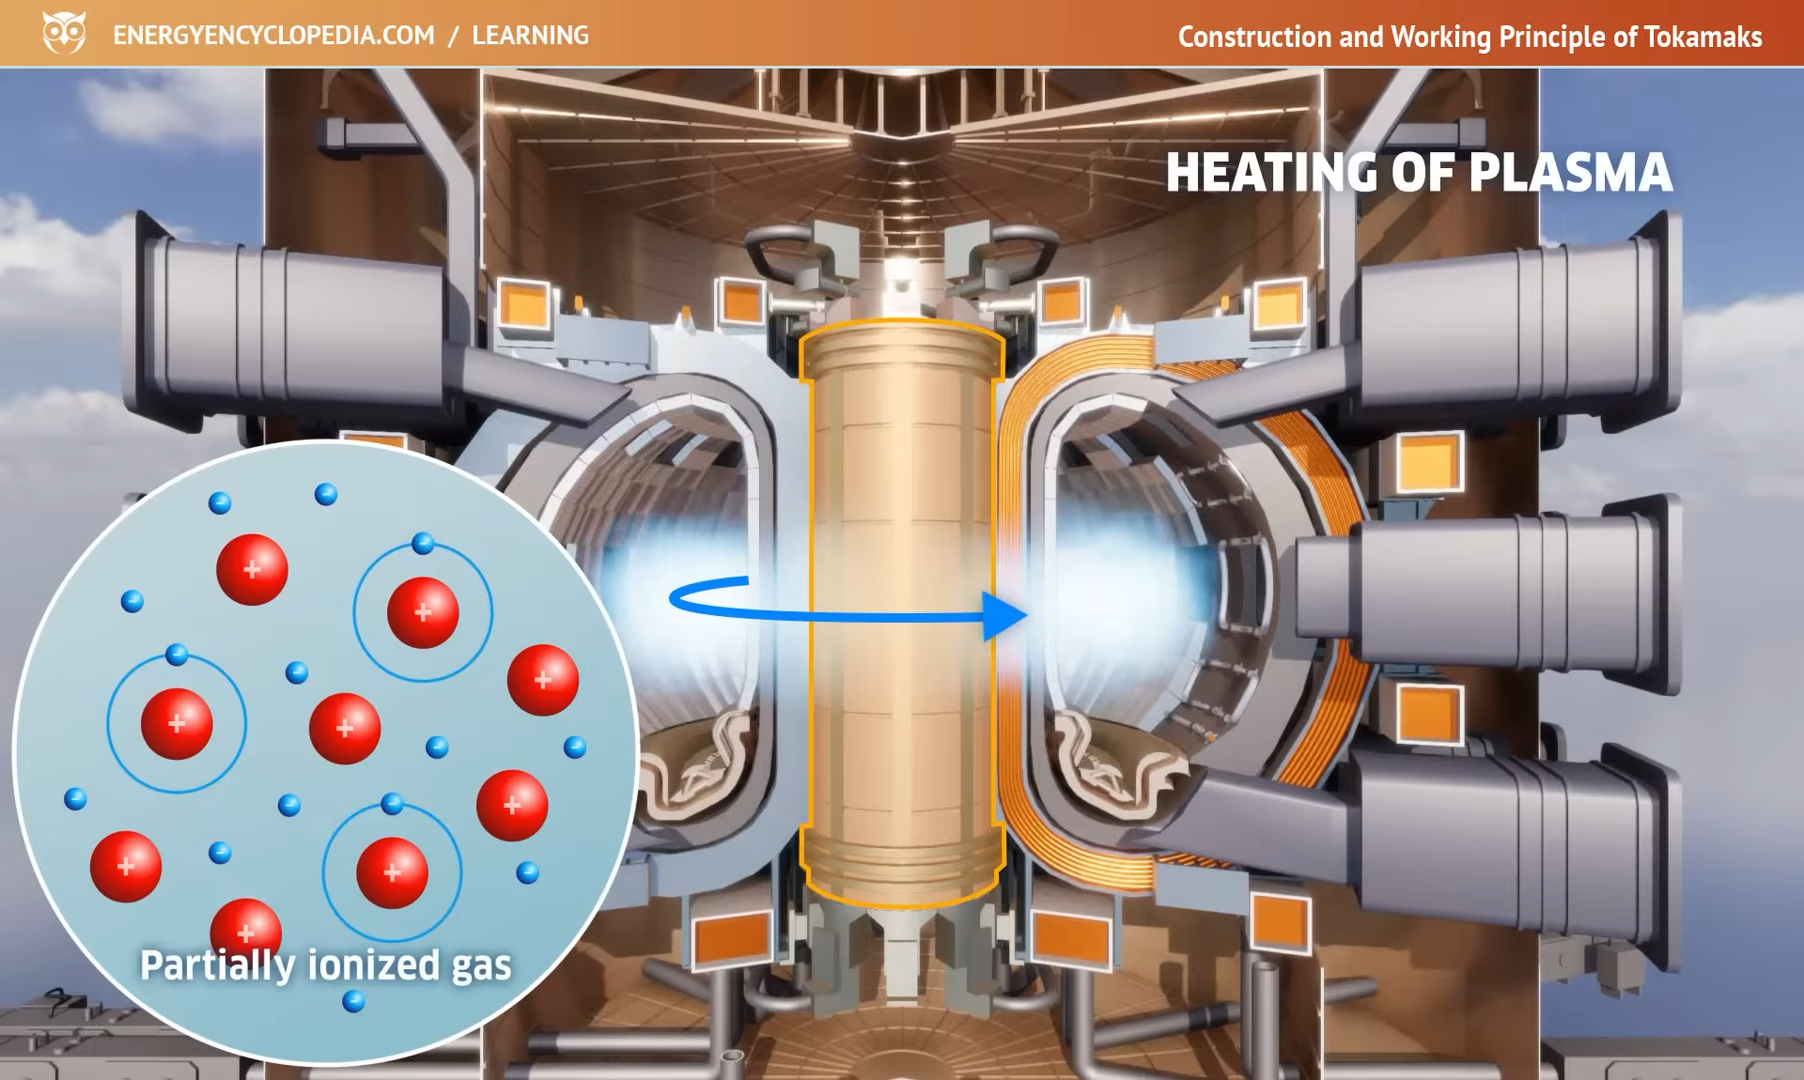 ENERGYENCYCLOPEDIA.COM / LEARNING
Construction and Working Principle of Tokamaks
HEATING OF PLASMA
Partially ionized gas